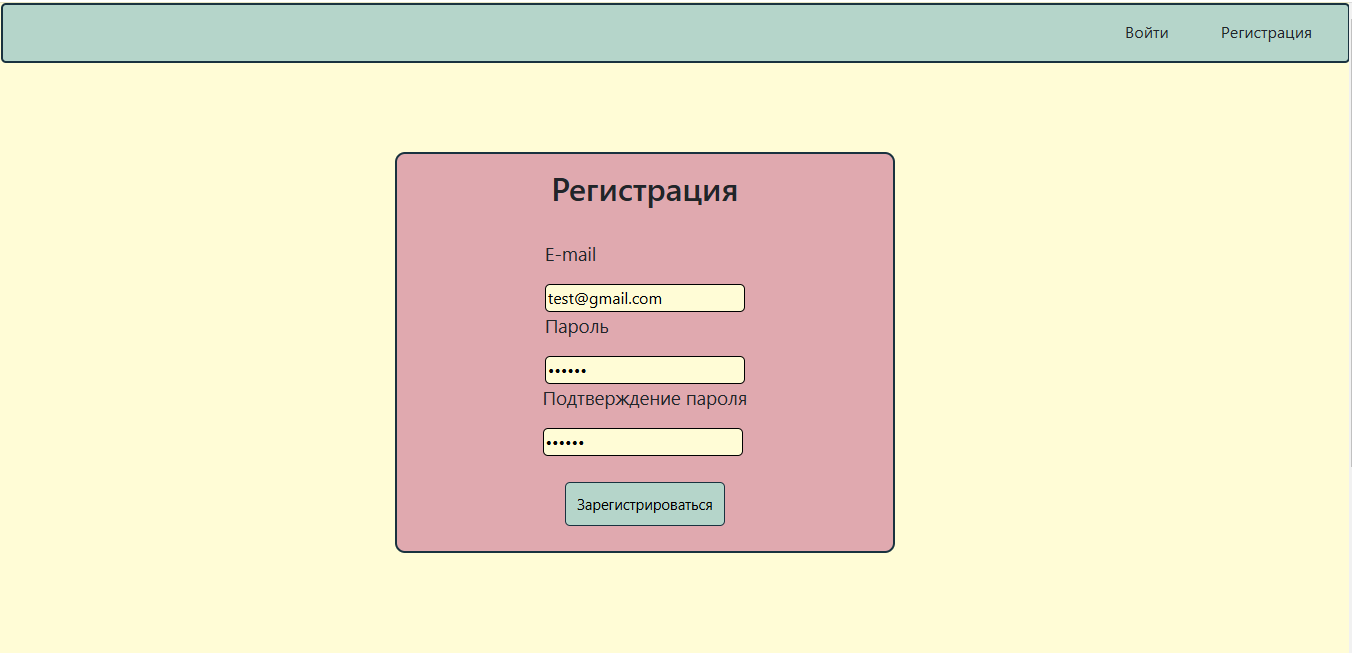 Войти Регистрация
Регистрация
E-mail
test@gmail.com
Пароль
••••••
Подтверждение пароля
••••••
Зарегистрироваться